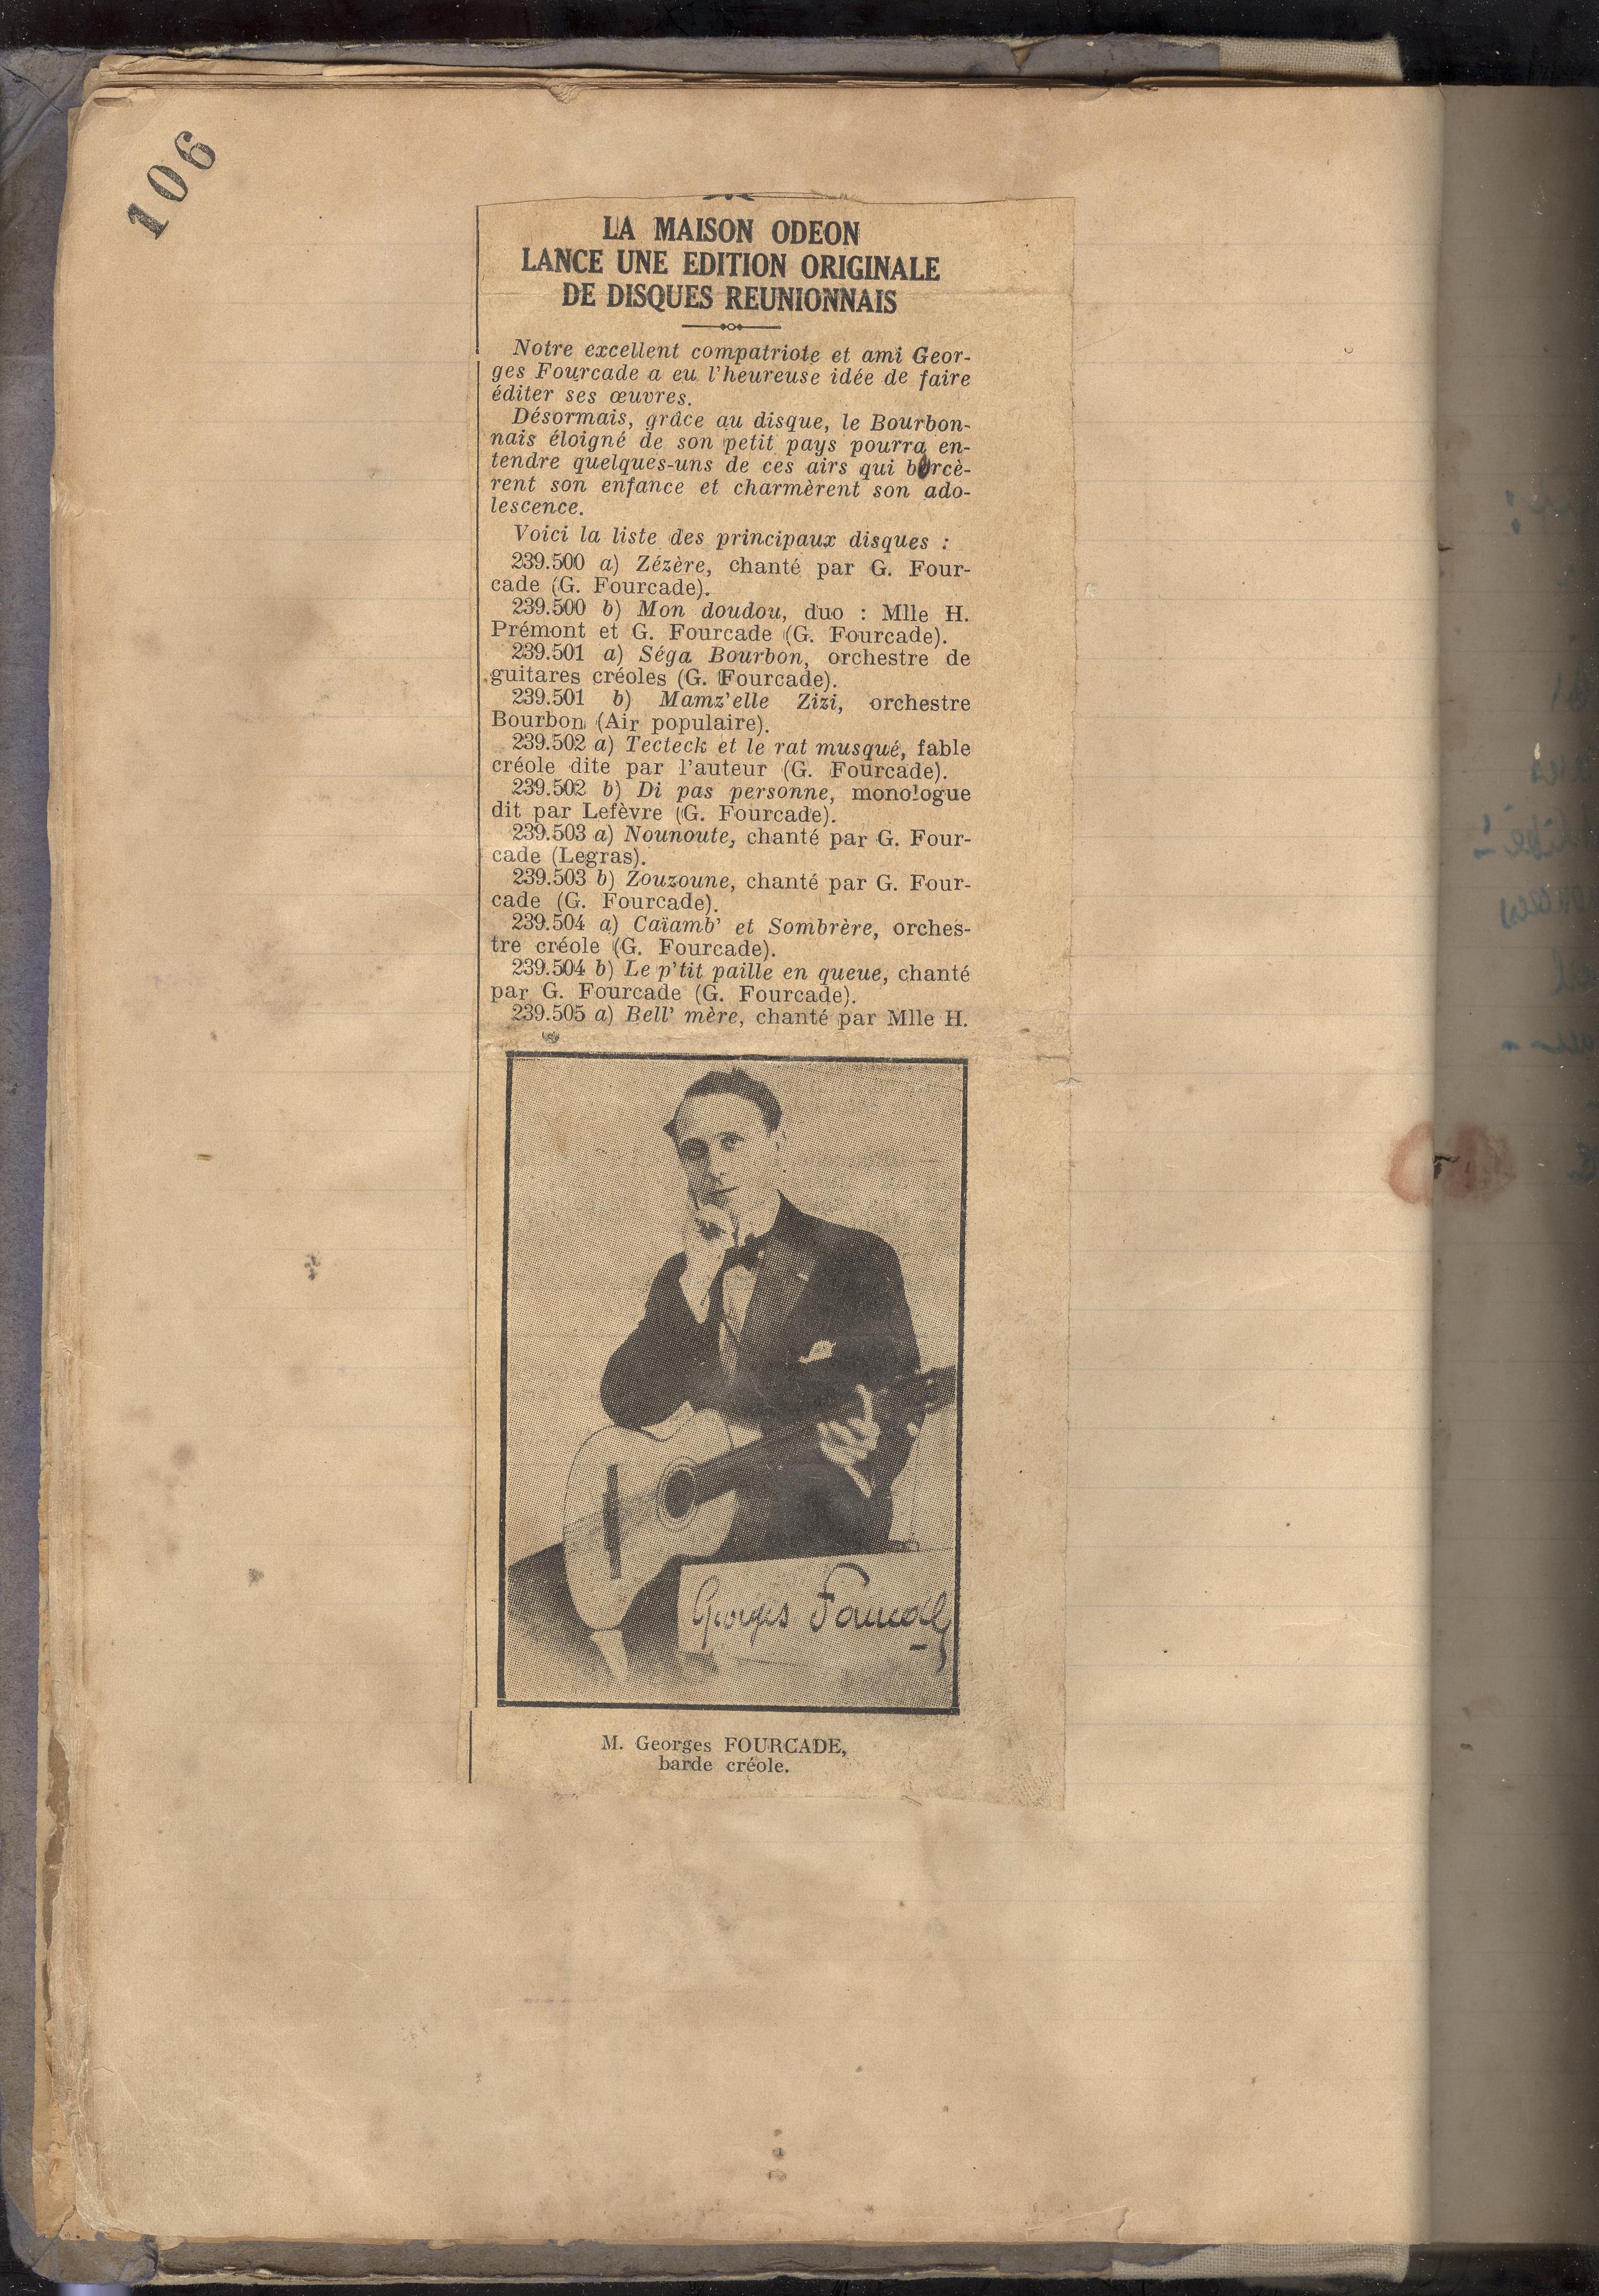 106
LA MAISON ODEON
LANCE UNE EDITION ORIGINALE
DE DISQUES REUNIONNAIS
Notre excellent compatriote et ami Geor-
ges Fourcade a eu l'heureuse idée de faire
éditer ses œuvres.
Désormais, grâce au disque, le Bourbon-
nais éloigné de son petit pays pourra en-
tendre quelques-uns de ces airs qui bercè-
rent son enfance et charmèrent son ado-
lescence.
Voici la liste des principaux disques :
239.500 a) Zézère, chanté par G. Four-
cade (G. Fourcade).
239.500 b) Mon doudou, duo : Mlle H.
Prémont et G. Fourcade (G. Fourcade).
239.501 a) Séga Bourbon, orchestre de
guitares créoles (G. Fourcade).
239.501 b) Mamz'elle Zizi, orchestre
Bourbon (Air populaire).
239.502 a) Tecteck et le rat musqué, fable
créole dite par l'auteur (G. Fourcade).
239.502 b) Di pas personne, monologue
dit par Lefèvre (G. Fourcade).
239.503 a) Nounoute, chanté par G. Four-
cade (Legras).
239.503 b) Zouzoune, chanté par G. Four-
cade (G. Fourcade).
239.504 a) Caïamb' et Sombrère, orches-
tre créole (G. Fourcade).
239.504 b) Le p'tit paille en queue, chanté
par G. Fourcade (G. Fourcade).
239.505 a) Bell' mère, chanté par Mlle H.
Georges Fourcade
M. Georges FOURCADE,
barde créole.